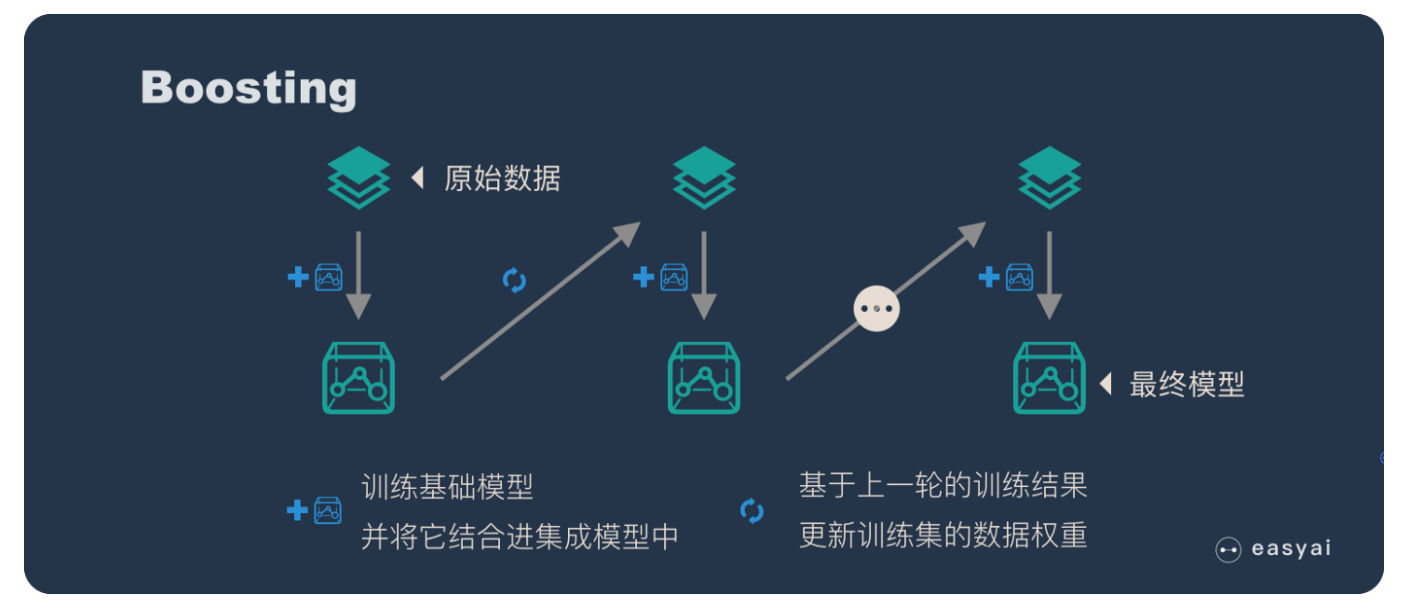 Boosting
原始数据
最终模型
训练基础模型
并将它结合进集成模型中
基于上一轮的训练结果
更新训练集的数据权重
easyai